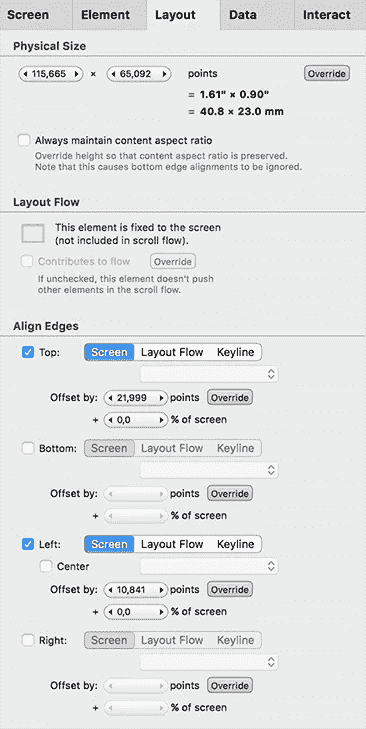 Screen Element Layout Data Interact
Physical Size
115,665 × 65,092 points Override
= 1.61" × 0.90"
= 40.8 × 23.0 mm
Always maintain content aspect ratio
Override height so that content aspect ratio is preserved.
Note that this causes bottom edge alignments to be ignored.
Layout Flow
This element is fixed to the screen
(not included in scroll flow).
Contributes to flow Override
If unchecked, this element doesn't push
other elements in the scroll flow.
Align Edges
Top: Screen Layout Flow Keyline
Offset by: 21,999 points Override
+ 0,0 % of screen
Bottom: Screen Layout Flow Keyline
Offset by: points Override
+ % of screen
Left: Screen Layout Flow Keyline
Center
Offset by: 10,841 points Override
+ 0,0 % of screen
Right: Screen Layout Flow Keyline
Offset by: points Override
+ % of screen